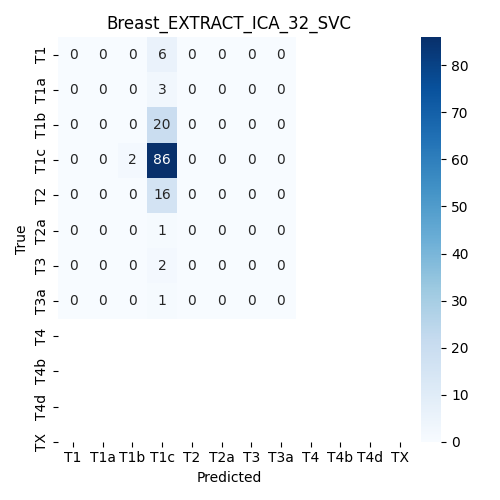 Breast_EXTRACT_ICA_32_SVC
T1 0 0 0 6 0 0 0 0
T1a 0 0 0 3 0 0 0 0
T1b 0 0 0 20 0 0 0 0
T1c 0 0 2 86 0 0 0 0
T2 0 0 0 16 0 0 0 0
T2a 0 0 0 1 0 0 0 0
T3 0 0 0 2 0 0 0 0
T3a 0 0 0 1 0 0 0 0
T4
T4b
T4d
TX
True
T1 T1a T1b T1c T2 T2a T3 T3a T4 T4b T4d TX
Predicted
80
70
60
50
40
30
20
10
0